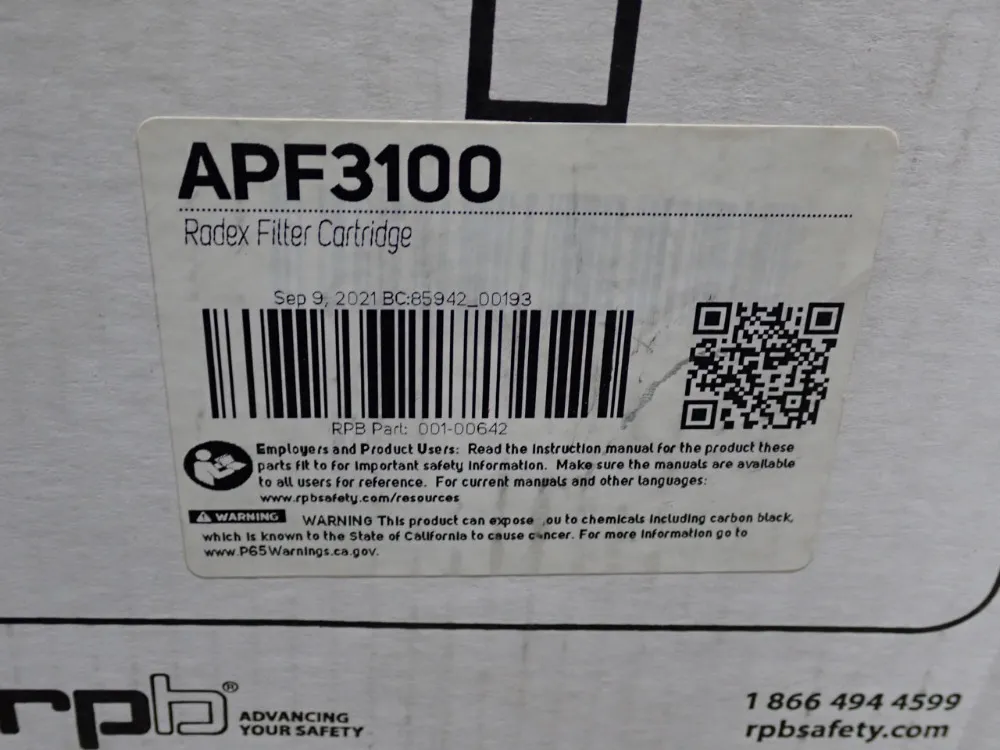 APF3100
Radex Filter Cartridge
Sep 9, 2021 BC:85942_00193
RPB Part: 001-00642
Employers and Product Users: Read the instruction manual for the product these
parts fit to for important safety information. Make sure the manuals are available
to all users for reference. For current manuals and other languages:
www.rpbsafety.com/resources
WARNING WARNING This product can expose you to chemicals including carbon black,
which is known to the State of California to cause cancer. For more information go to
www.P65Warnings.ca.gov.
rpb® ADVANCING
YOUR SAFETY
1 866 494 4599
rpbsafety.com